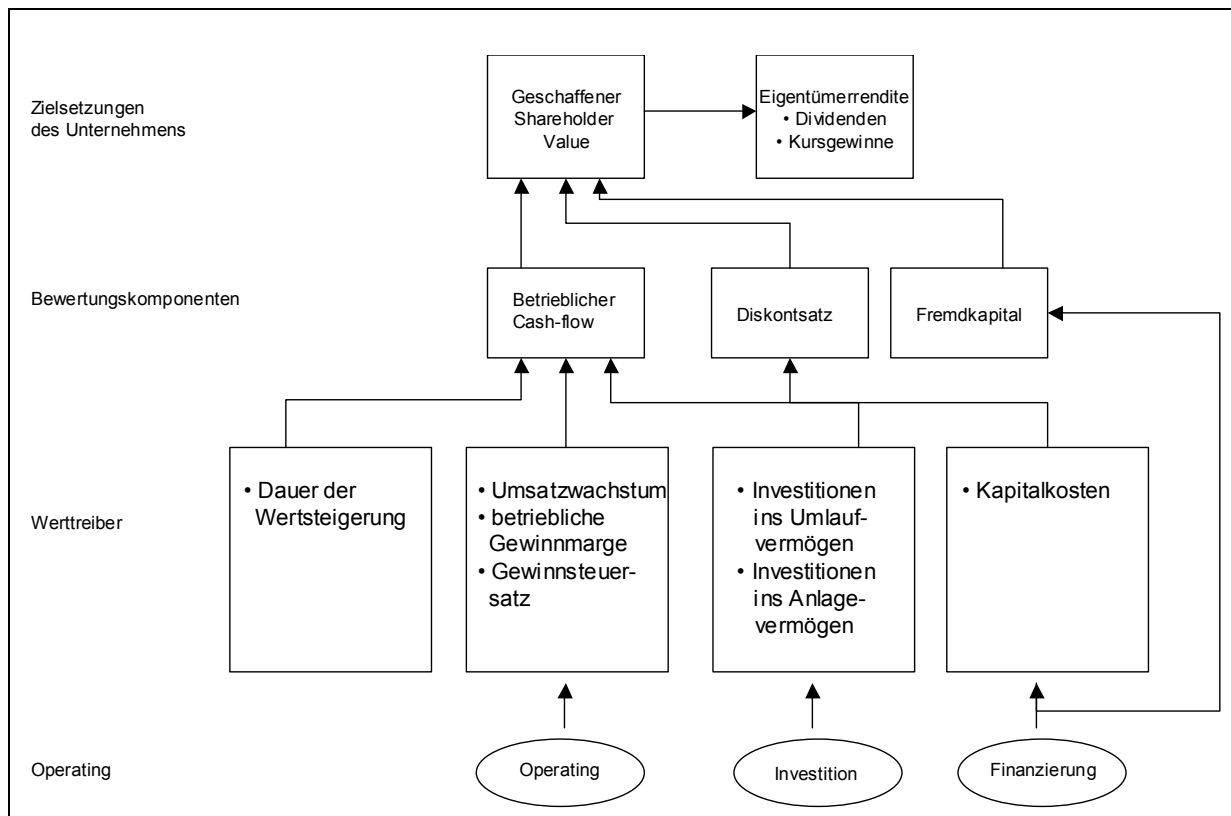 Zielsetzungen
des Unternehmens
Geschaffener
Shareholder
Value
Eigentümerrendite
• Dividenden
• Kursgewinne
Bewertungskomponenten
Betrieblicher
Cash-flow
Diskontsatz
Fremdkapital
Werttreiber
• Dauer der
Wertsteigerung
• Umsatzwachstum
• betriebliche
Gewinnmarge
• Gewinnsteuer-
satz
• Investitionen
ins Umlauf-
vermögen
• Investitionen
ins Anlage-
vermögen
• Kapitalkosten
Operating
Operating
Investition
Finanzierung